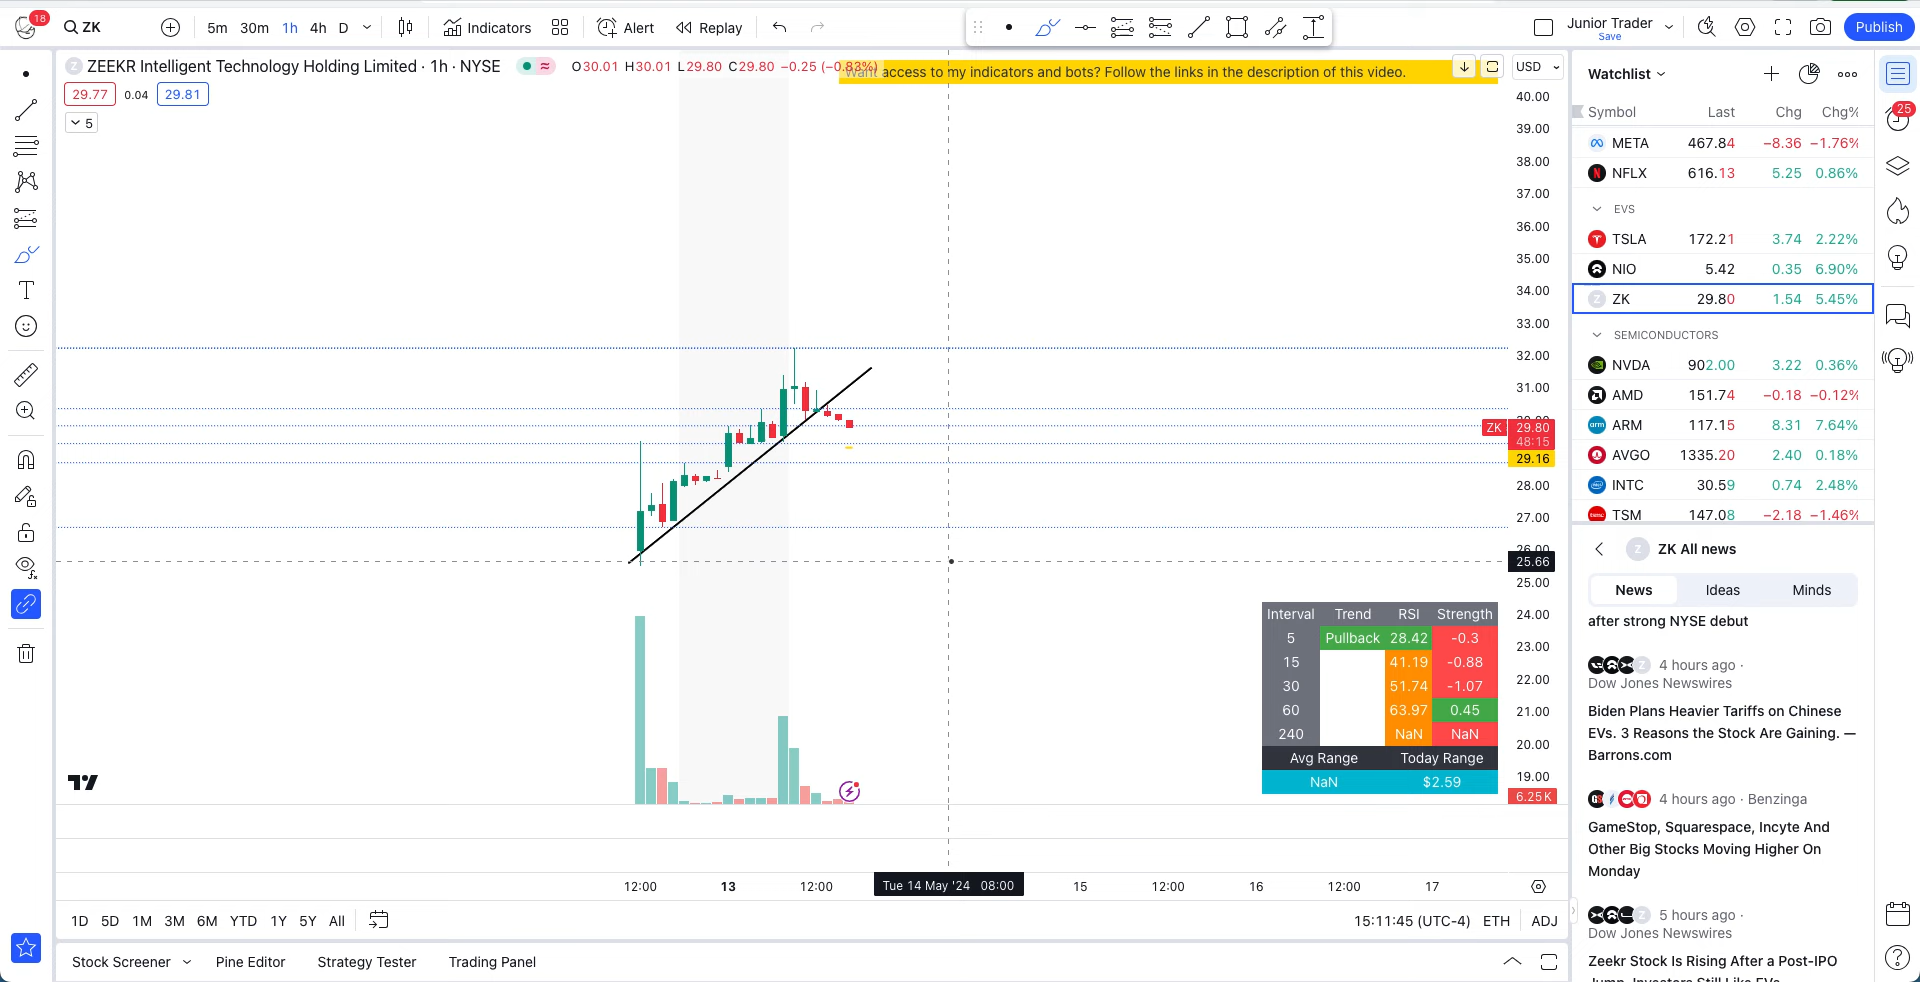 18
ZK
5m 30m 1h 4h D
Indicators
Alert
Replay
Junior Trader
Save
Publish
ZEEKR Intelligent Technology Holding Limited · 1h · NYSE
O30.01 H30.01 L29.80 C29.80 −0.25 (−0.83%)
Want access to my indicators and bots? Follow the links in the description of this video.
29.77 0.04 29.81
5
USD
40.00
39.00
38.00
37.00
36.00
35.00
34.00
33.00
32.00
31.00
ZK 29.80
48:15
29.16
28.00
27.00
26.00
25.66
25.00
24.00
23.00
22.00
21.00
20.00
19.00
6.25K
Interval Trend RSI Strength
5 Pullback 28.42 -0.3
15 41.19 -0.88
30 51.74 -1.07
60 63.97 0.45
240 NaN NaN
Avg Range Today Range
NaN $2.59
12:00 13 12:00 Tue 14 May '24 08:00 15 12:00 16 12:00 17
1D 5D 1M 3M 6M YTD 1Y 5Y All
15:11:45 (UTC-4) ETH ADJ
Stock Screener Pine Editor Strategy Tester Trading Panel
Watchlist
Symbol Last Chg Chg%
META 467.84 −8.36 −1.76%
NFLX 616.13 5.25 0.86%
EVS
TSLA 172.21 3.74 2.22%
NIO 5.42 0.35 6.90%
Z ZK 29.80 1.54 5.45%
SEMICONDUCTORS
NVDA 902.00 3.22 0.36%
AMD 151.74 −0.18 −0.12%
ARM 117.15 8.31 7.64%
AVGO 1335.20 2.40 0.18%
INTC 30.59 0.74 2.48%
TSM 147.08 −2.18 −1.46%
Z ZK All news
News Ideas Minds
after strong NYSE debut
4 hours ago ·
Dow Jones Newswires
Biden Plans Heavier Tariffs on Chinese
EVs. 3 Reasons the Stock Are Gaining. —
Barrons.com
4 hours ago · Benzinga
GameStop, Squarespace, Incyte And
Other Big Stocks Moving Higher On
Monday
5 hours ago ·
Dow Jones Newswires
Zeekr Stock Is Rising After a Post-IPO
25